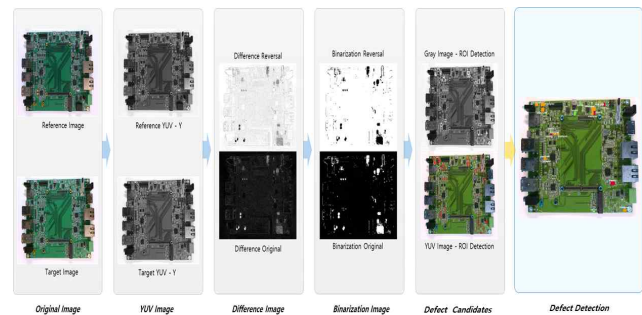 Reference Image
Target Image
Original Image
Reference YUV - Y
Target YUV - Y
YUV Image
Difference Reversal
Difference Original
Difference Image
Binarization Reversal
Binarization Original
Binarization Image
Gray Image - ROI Detection
YUV Image - ROI Detection
Defect Candidates
Defect Detection